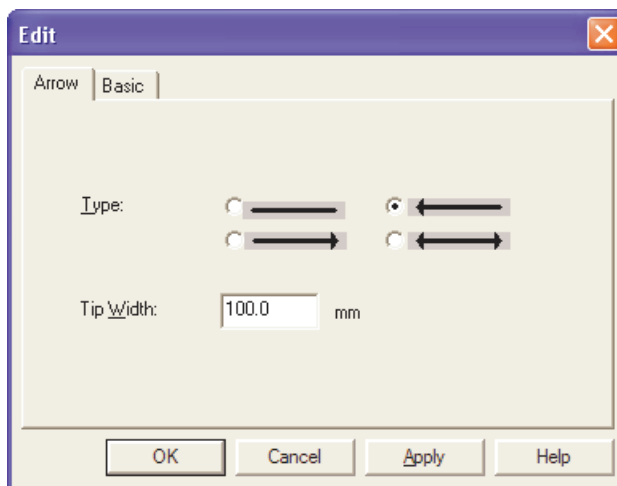 Edit
Arrow Basic
Type:
Tip Width: 100.0 mm
OK Cancel Apply Help